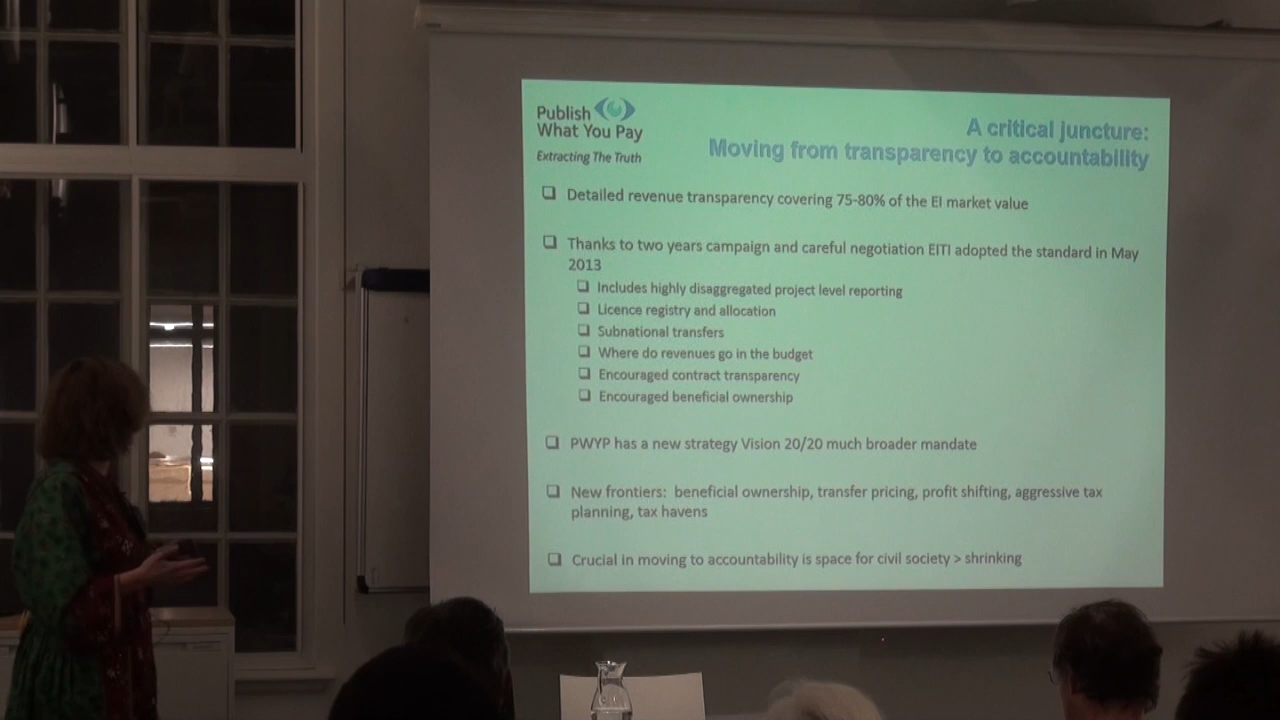 Publish
What You Pay
Extracting The Truth
A critical juncture:
Moving from transparency to accountability
Detailed revenue transparency covering 75-80% of the EI market value
Thanks to two years campaign and careful negotiation EITI adopted the standard in May
2013
Includes highly disaggregated project level reporting
Licence registry and allocation
Subnational transfers
Where do revenues go in the budget
Encouraged contract transparency
Encouraged beneficial ownership
PWYP has a new strategy Vision 20/20 much broader mandate
New frontiers: beneficial ownership, transfer pricing, profit shifting, aggressive tax
planning, tax havens
Crucial in moving to accountability is space for civil society > shrinking